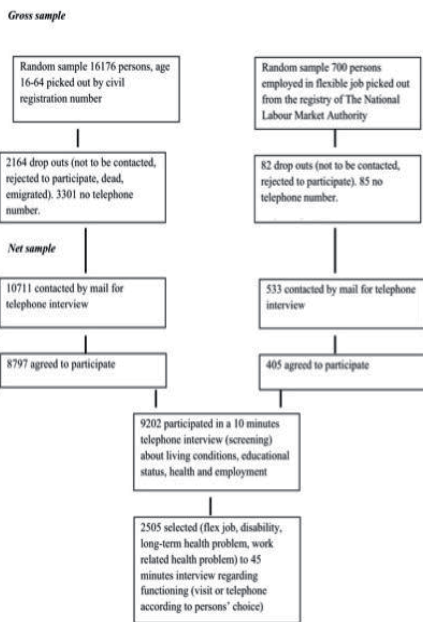 Gross sample
Random sample 16176 persons, age
16-64 picked out by civil
registration number
Random sample 700 persons
employed in flexible job picked out
from the registry of The National
Labour Market Authority
2164 drop outs (not to be contacted,
rejected to participate, dead,
emigrated). 3301 no telephone
number.
82 drop outs (not to be contacted,
rejected to participate). 85 no
telephone number.
Net sample
10711 contacted by mail for
telephone interview
533 contacted by mail for telephone
interview
8797 agreed to participate
405 agreed to participate
9202 participated in a 10 minutes
telephone interview (screening)
about living conditions, educational
status, health and employment
2505 selected (flex job, disability,
long-term health problem, work
related health problem) to 45
minutes interview regarding
functioning (visit or telephone
according to persons' choice)